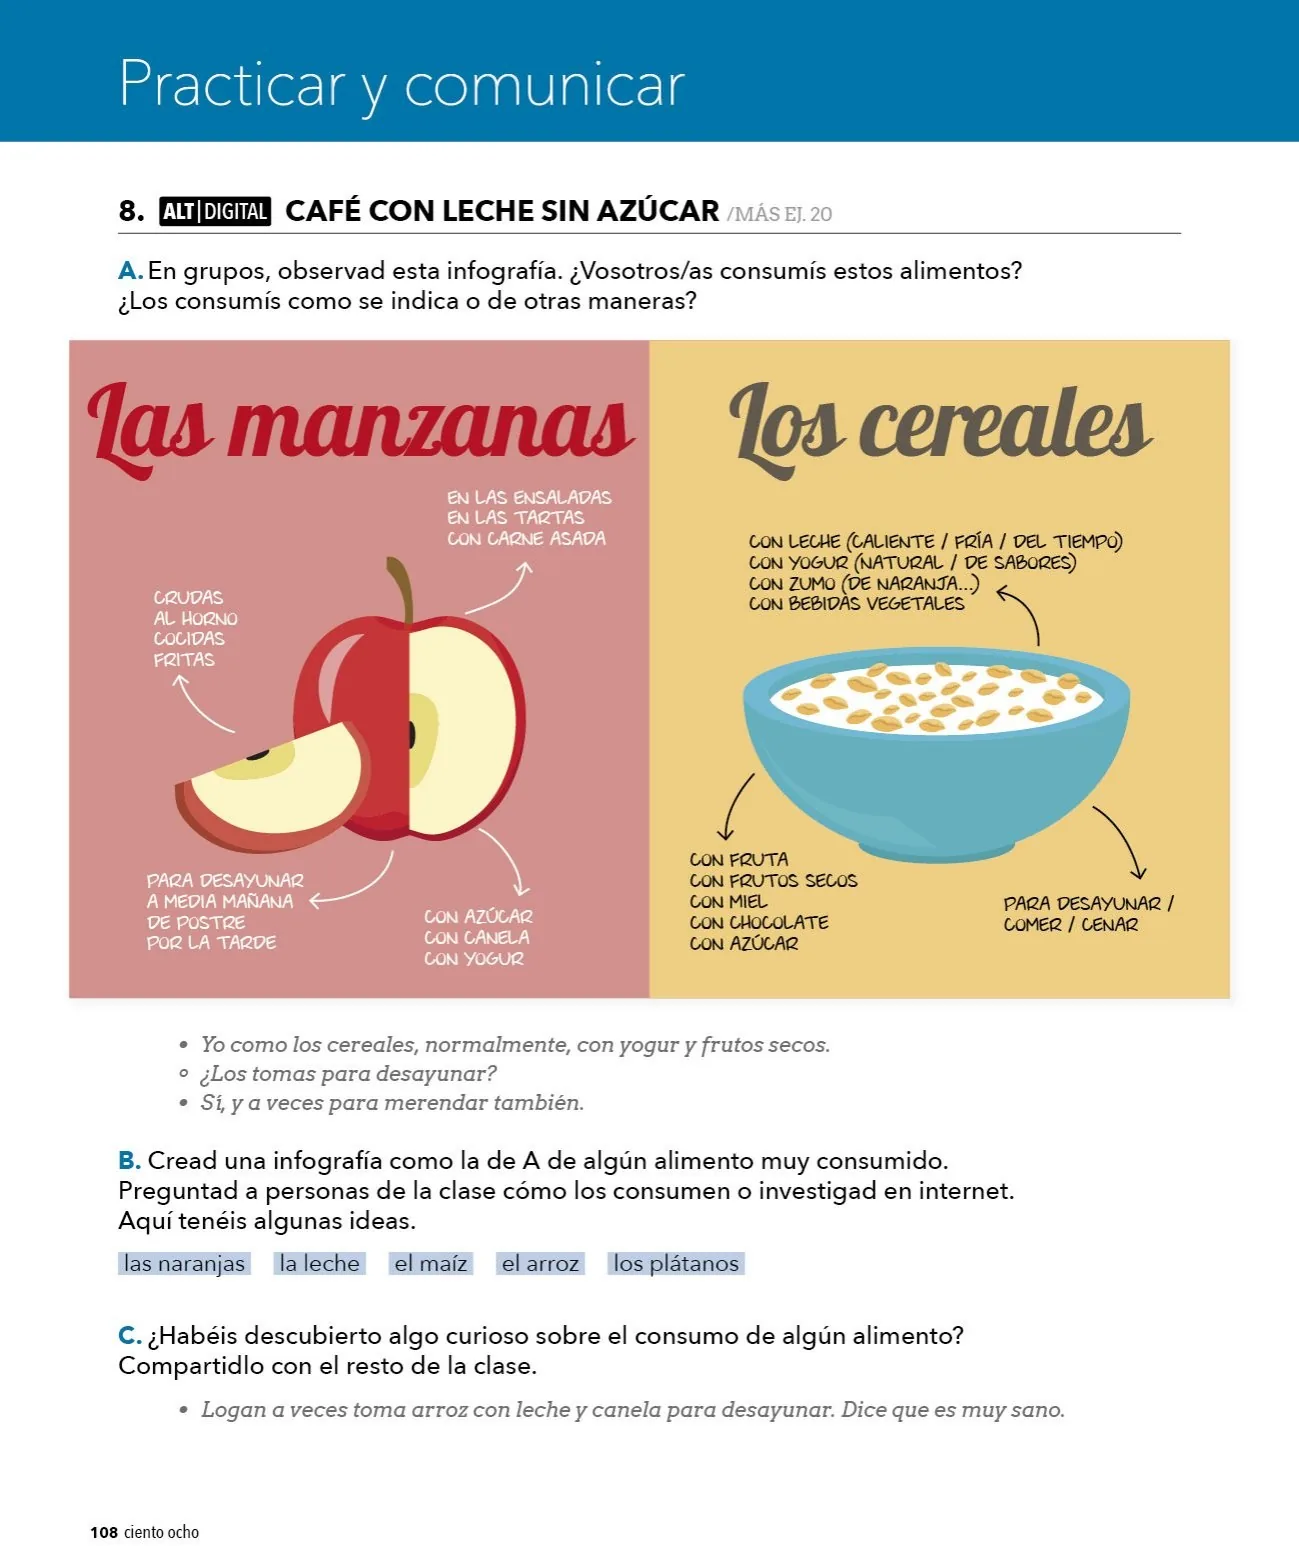 Practicar y comunicar
8. ALT|DIGITAL CAFÉ CON LECHE SIN AZÚCAR /MÁS EJ. 20
A. En grupos, observad esta infografía. ¿Vosotros/as consumís estos alimentos?
¿Los consumís como se indica o de otras maneras?
Las manzanas
EN LAS ENSALADAS
EN LAS TARTAS
CON CARNE ASADA
CRUDAS
AL HORNO
COCIDAS
FRITAS
PARA DESAYUNAR
A MEDIA MAÑANA
DE POSTRE
POR LA TARDE
CON AZÚCAR
CON CANELA
CON YOGUR
Los cereales
CON LECHE (CALIENTE / FRÍA / DEL TIEMPO)
CON YOGUR (NATURAL / DE SABORES)
CON ZUMO (DE NARANJA...)
CON BEBIDAS VEGETALES
CON FRUTA
CON FRUTOS SECOS
CON MIEL
CON CHOCOLATE
CON AZÚCAR
PARA DESAYUNAR /
COMER / CENAR
• Yo como los cereales, normalmente, con yogur y frutos secos.
◦ ¿Los tomas para desayunar?
• Sí, y a veces para merendar también.
B. Cread una infografía como la de A de algún alimento muy consumido.
Preguntad a personas de la clase cómo los consumen o investigad en internet.
Aquí tenéis algunas ideas.
las naranjas la leche el maíz el arroz los plátanos
C. ¿Habéis descubierto algo curioso sobre el consumo de algún alimento?
Compartidlo con el resto de la clase.
• Logan a veces toma arroz con leche y canela para desayunar. Dice que es muy sano.
108 ciento ocho